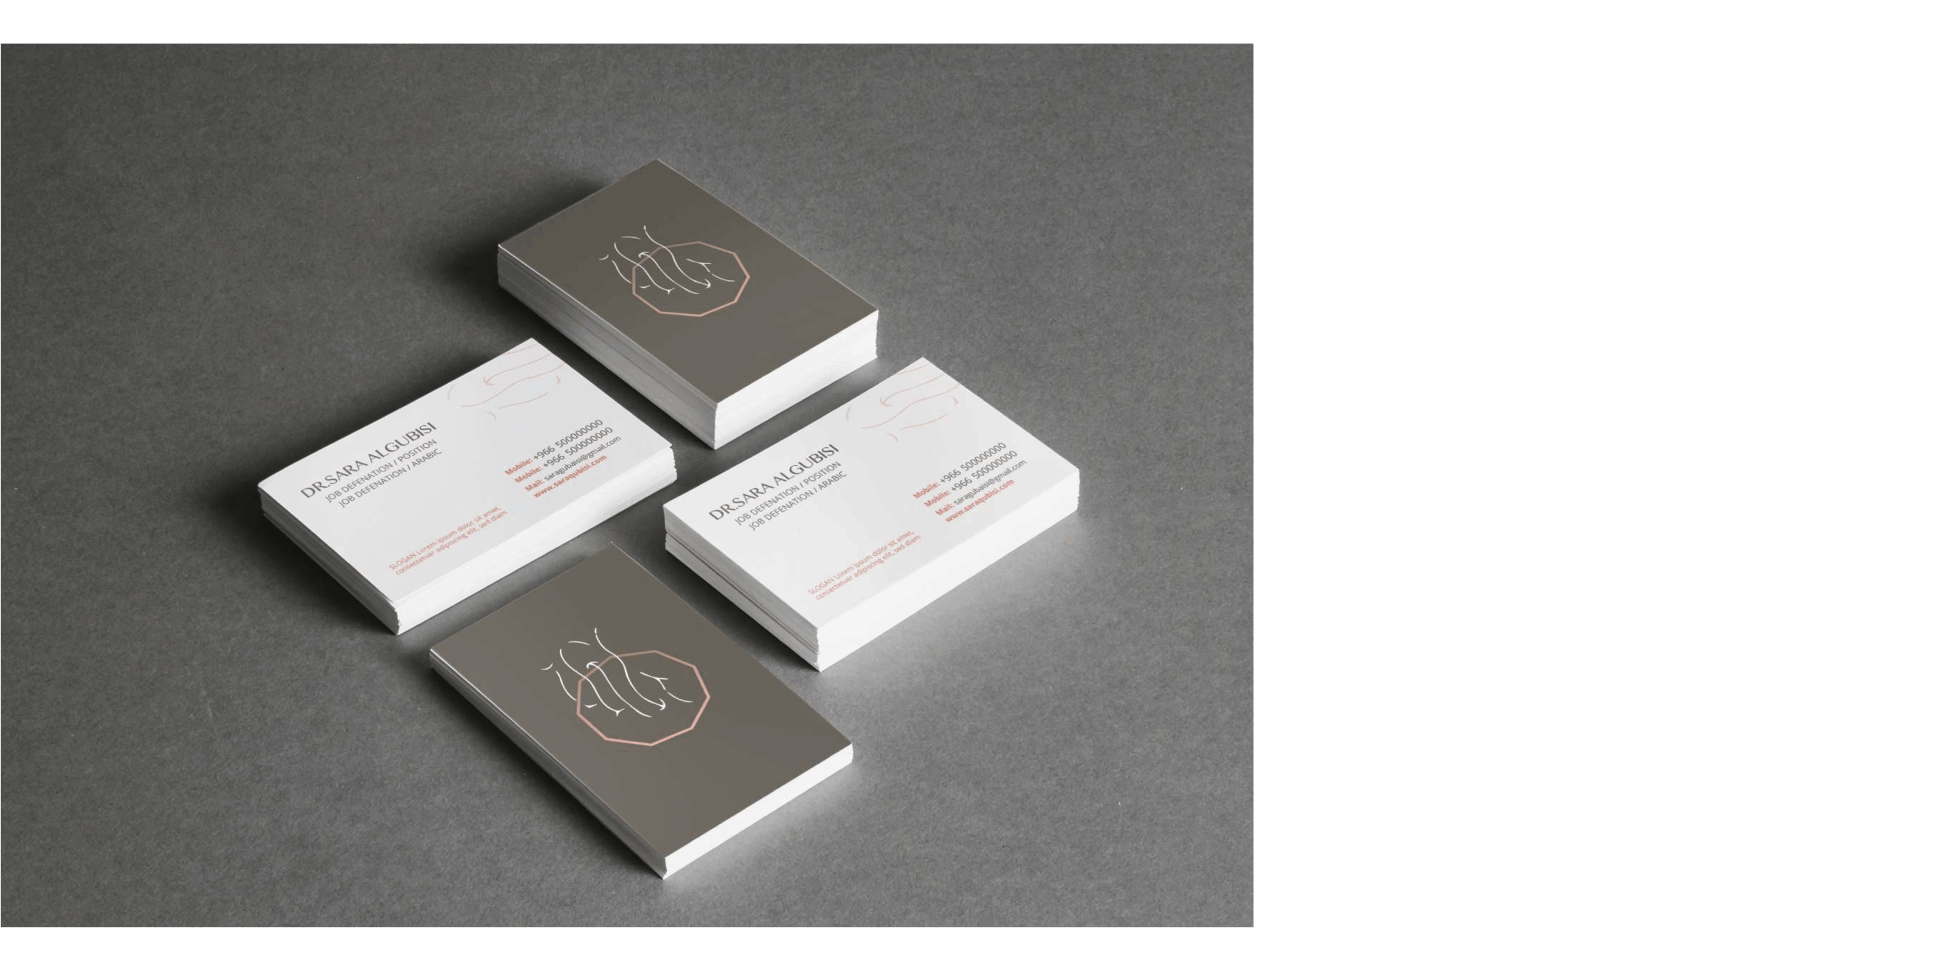 DR.SARA ALGUBISI
JOB DEFENATION / POSITION
JOB DEFENATION / ARABIC
Mobile: +966 500000000
Mobile: +966 500000000
Mail: saragubaisi@gmail.com
www.saraqubisi.com
SLOGAN Lorem ipsum dolor sit amet,
consectetuer adipiscing elit, sed diam
DR.SARA ALGUBISI
JOB DEFENATION / POSITION
JOB DEFENATION / ARABIC
Mobile: +966 500000000
Mobile: +966 500000000
Mail: saragubaisi@gmail.com
www.saraqubisi.com
SLOGAN Lorem ipsum dolor sit amet,
consectetuer adipiscing elit, sed diam